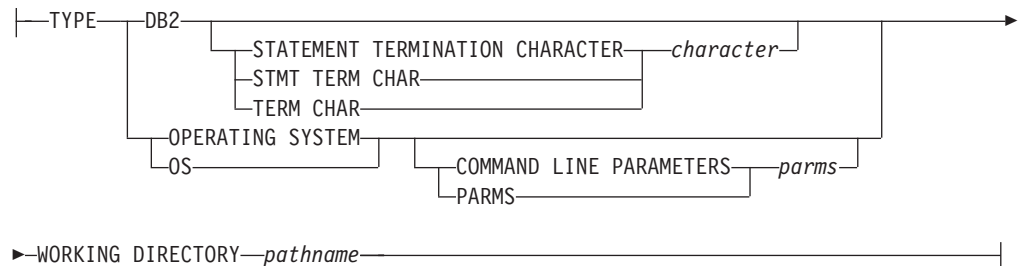 TYPE DB2
STATEMENT TERMINATION CHARACTER character
STMT TERM CHAR
TERM CHAR
OPERATING SYSTEM
OS
COMMAND LINE PARAMETERS parms
PARMS
WORKING DIRECTORY pathname